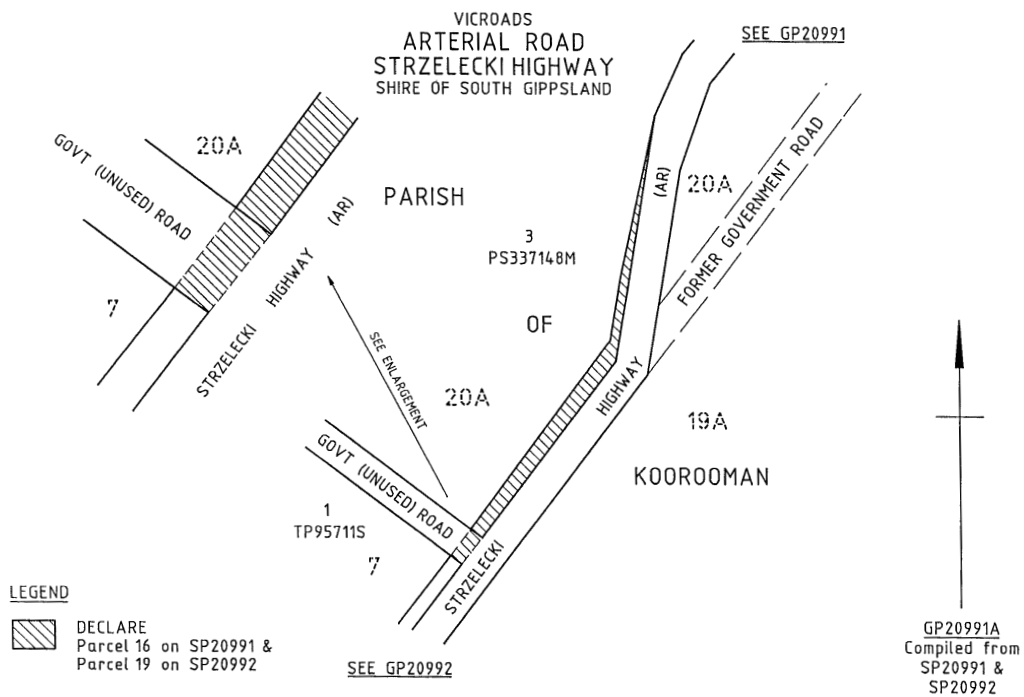 VICROADS
ARTERIAL ROAD
STRZELECKI HIGHWAY
SHIRE OF SOUTH GIPPSLAND
SEE GP20991
GOVT (UNUSED) ROAD
20A
7
STRZELECKI HIGHWAY (AR)
PARISH
3
PS337148M
OF
(AR)
20A
FORMER GOVERNMENT ROAD
SEE ENLARGEMENT
20A
HIGHWAY
19A
KOOROOMAN
GOVT (UNUSED) ROAD
1
TP95711S
7
STRZELECKI
LEGEND
DECLARE
Parcel 16 on SP20991 &
Parcel 19 on SP20992
SEE GP20992
GP20991A
Compiled from
SP20991 &
SP20992